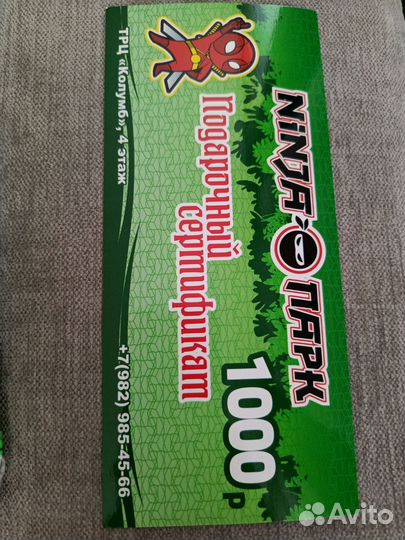 NINJA ПАРК
Подарочный
сертификат
1000 Р
ТРЦ «Колумб», 4 этаж
+7(982) 985-45-66
Avito